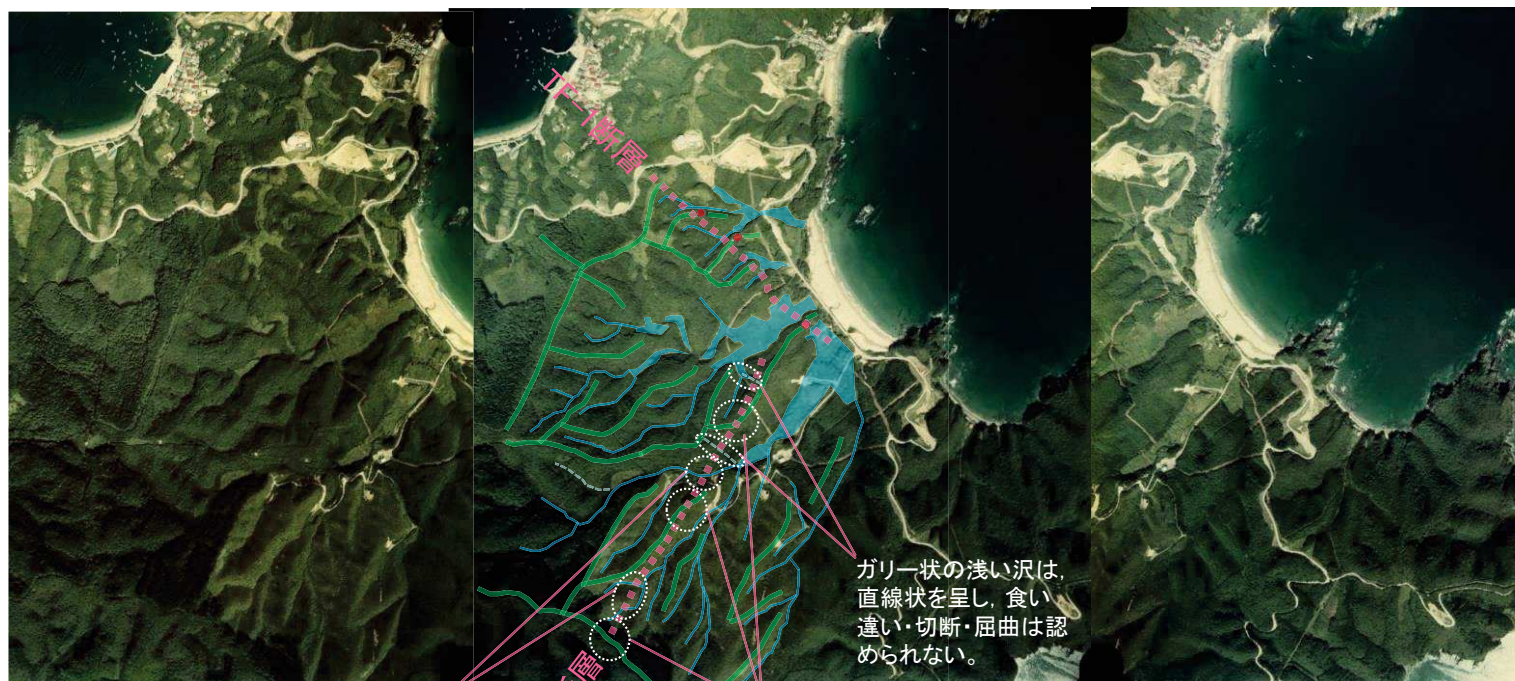 TF-1断層
ガリー状の浅い沢は，
直線状を呈し，食い
違い・切断・屈曲は認
められない。
層